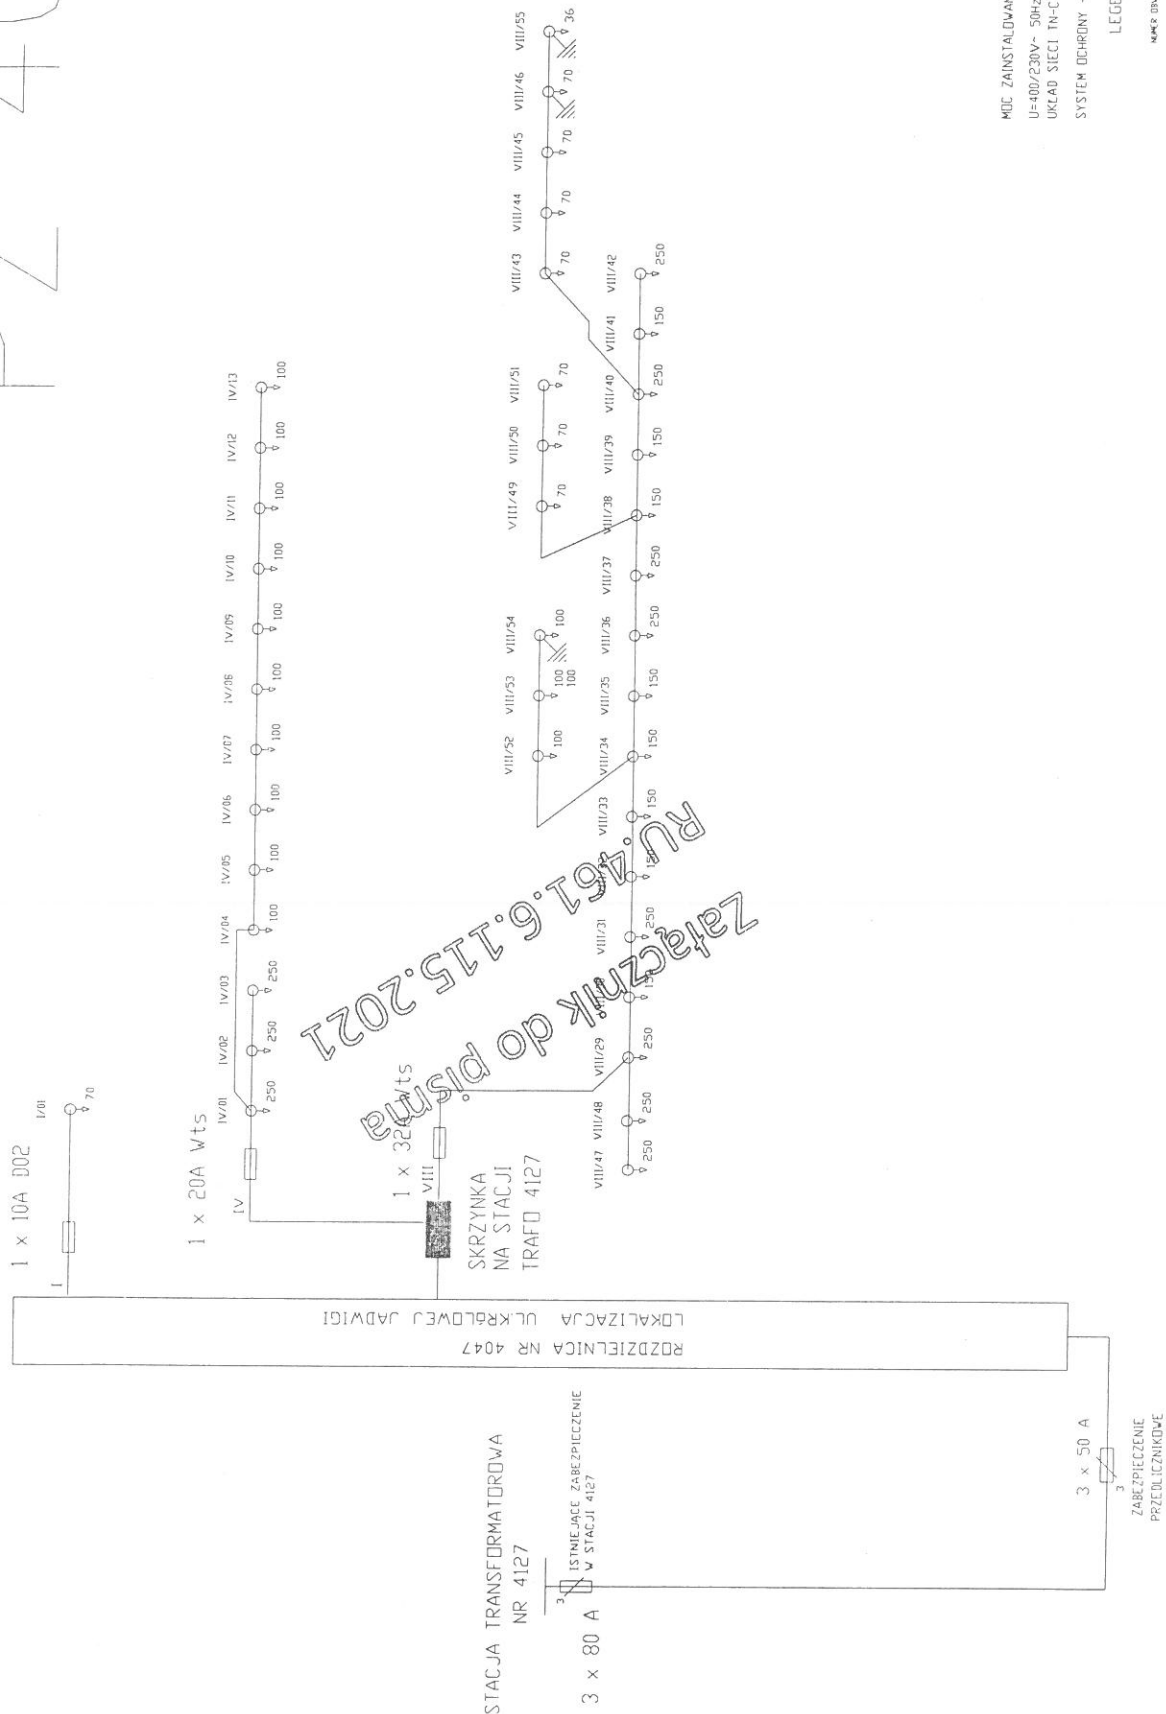 STACJA TRANSFORMATOROWA
NR 4127
3 x 80 A
3
ISTNIEJĄCE ZABEZPIECZENIE
W STACJI 4127
3 x 50 A
3
ZABEZPIECZENIE
PRZEDLICZNIKOWE
ROZDZIELNICA NR 4047
LOKALIZACJA UL.KRÓLOWEJ JADWIGI
I
1 x 10A D02
I/01
70
IV
1 x 20A Wts
IV/01
IV/02
IV/03
IV/04
IV/05
IV/06
IV/07
IV/08
IV/09
IV/10
IV/11
IV/12
IV/13
250
250
250
100
100
100
100
100
100
100
100
100
100
VIII
1 x 32A Wts
SKRZYNKA
NA STACJI
TRAFO 4127
VIII/52
VIII/53
VIII/54
100
100
100
100
VIII/49
VIII/50
VIII/51
70
70
70
VIII/43
VIII/44
VIII/45
VIII/46
VIII/55
70
70
70
70
36
VIII/47
VIII/48
VIII/29
VIII/31
VIII/33
VIII/34
VIII/35
VIII/36
VIII/37
VIII/38
VIII/39
VIII/40
VIII/41
VIII/42
250
250
250
150
250
150
150
150
150
250
250
150
150
250
150
250
Załącznik do pisma
RU.461.6.115.2021
U=400/230V~ 50Hz
UKŁAD SIECI TN-C
SYSTEM OCHRONY -